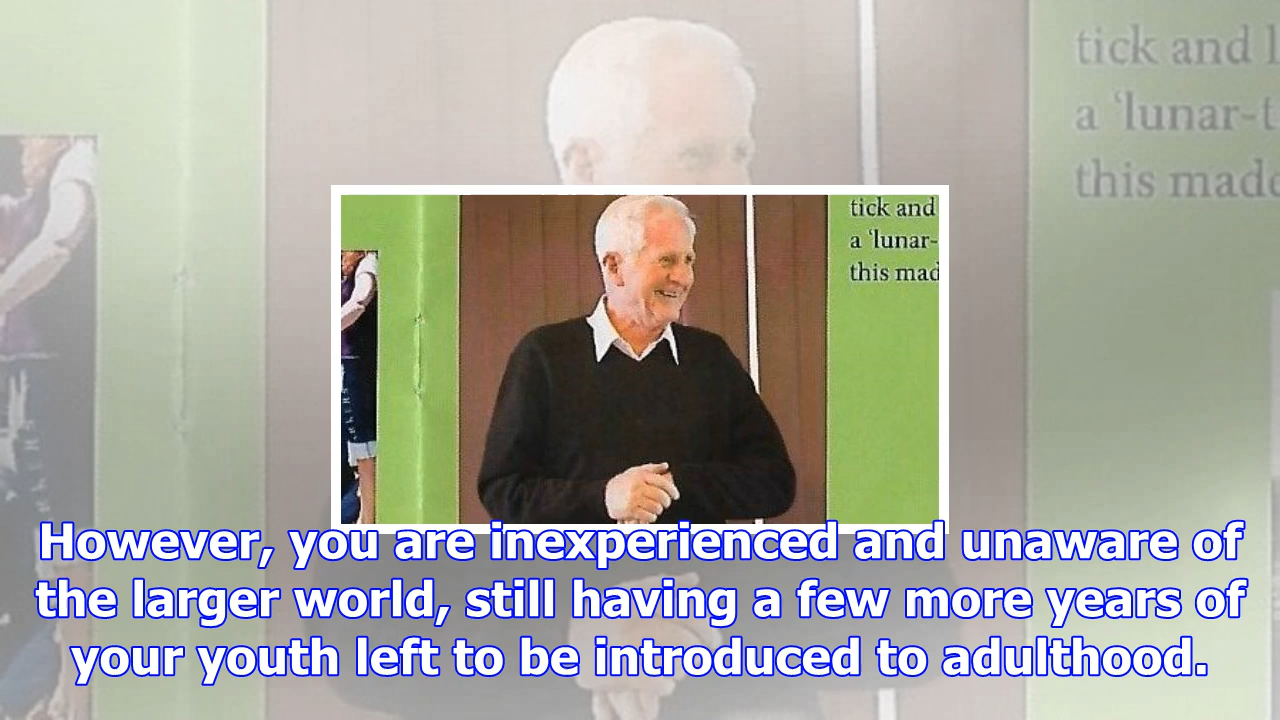 tick and l
a ‘lunar-t
this made
tick and
a ‘lunar-
this mad
However, you are inexperienced and unaware of
the larger world, still having a few more years of
your youth left to be introduced to adulthood.